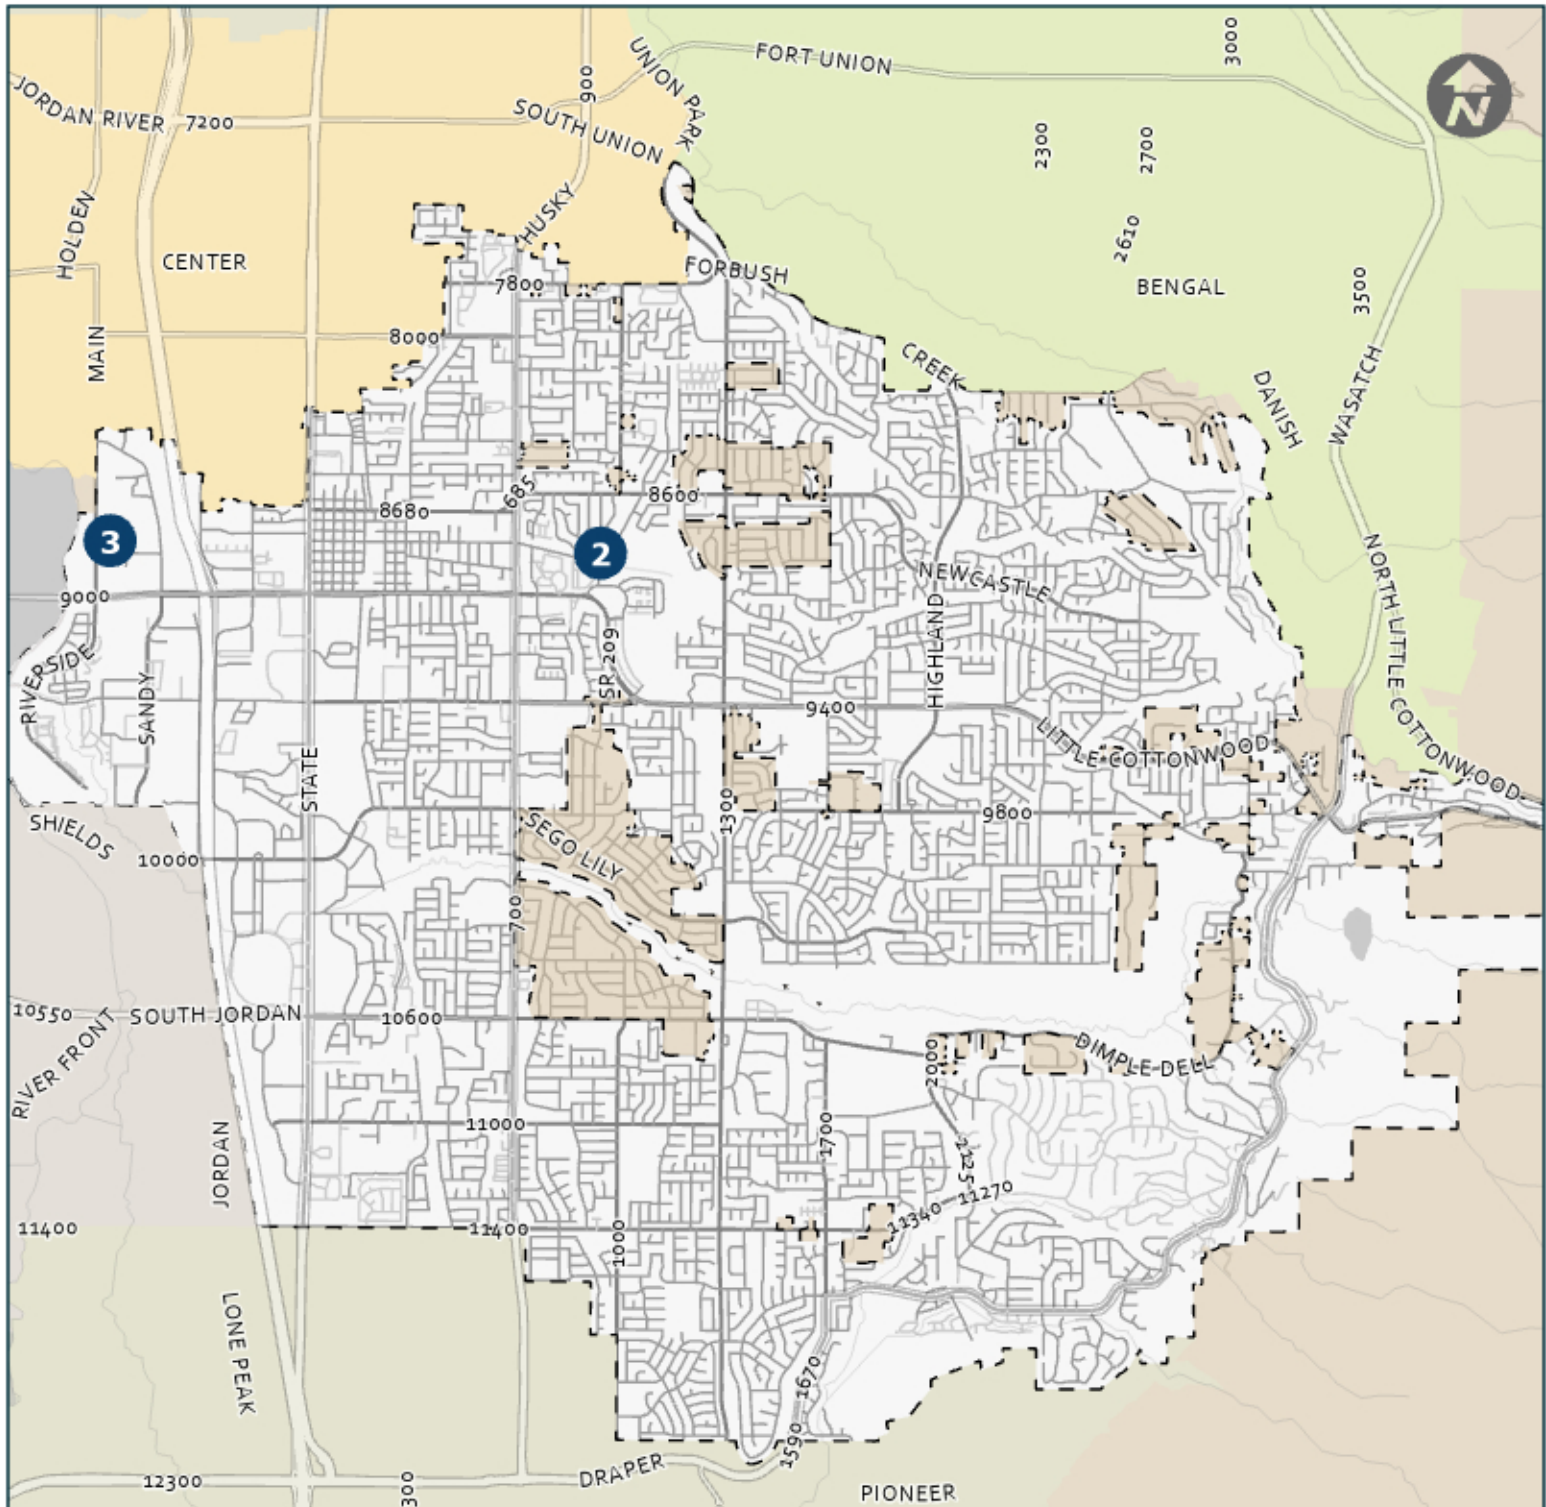 FORT UNION
3000
UNION PARK
900
JORDAN RIVER
7200
SOUTH UNION
2300
2700
HOLDEN
HUSKY
CENTER
2610
FORBUSH
BENGAL
7800
3500
MAIN
8000
CREEK
WASATCH
DANISH
685
8600
8680
3
2
NEWCASTLE
9000
NORTH LITTLE COTTONWOOD
HIGHLAND
SR 209
RIVERSIDE
SANDY
9400
LITTLE COTTONWOOD
STATE
1300
9800
SHIELDS
SEGO LILY
10000
700
10550
SOUTH JORDAN
10600
RIVER FRONT
DIMPLE DELL
2000
11000
1700
JORDAN
11255
11270
11340
11400
11400
1000
LONE PEAK
1670
1590
DRAPER
12300
300
PIONEER
N